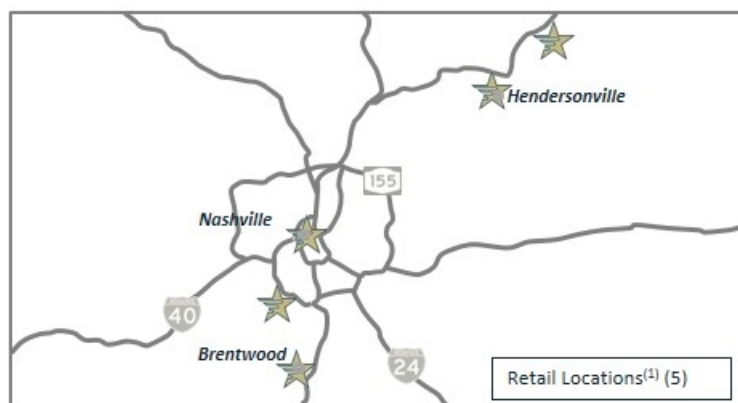 Hendersonville
155
Nashville
40
Brentwood
24
Retail Locations⁽¹⁾ (5)